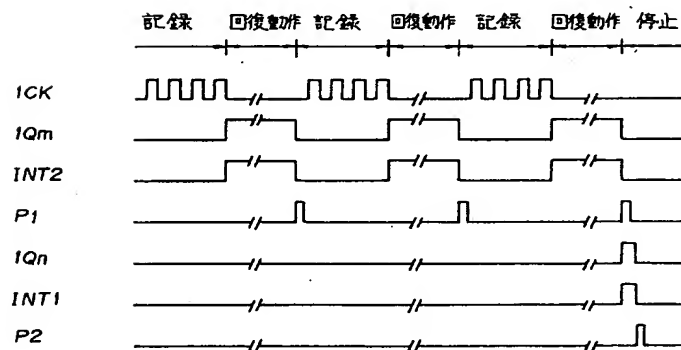 記録 回復動作 記録 回復動作 記録 回復動作 停止
1CK
1Qm
INT2
P1
1Qn
INT1
P2